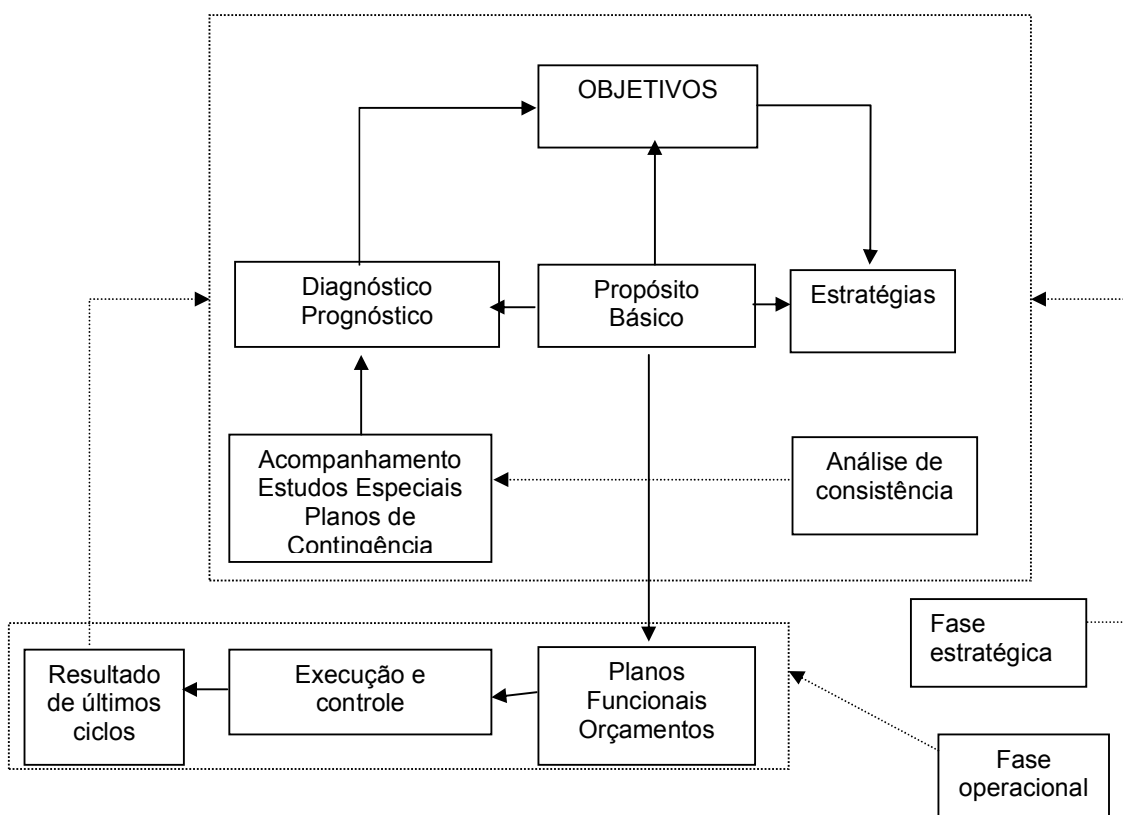 OBJETIVOS
Diagnóstico
Prognóstico
Propósito
Básico
Estratégias
Acompanhamento
Estudos Especiais
Planos de
Contingência
Análise de
consistência
Fase
estratégica
Resultado
de últimos
ciclos
Execução e
controle
Planos
Funcionais
Orçamentos
Fase
operacional